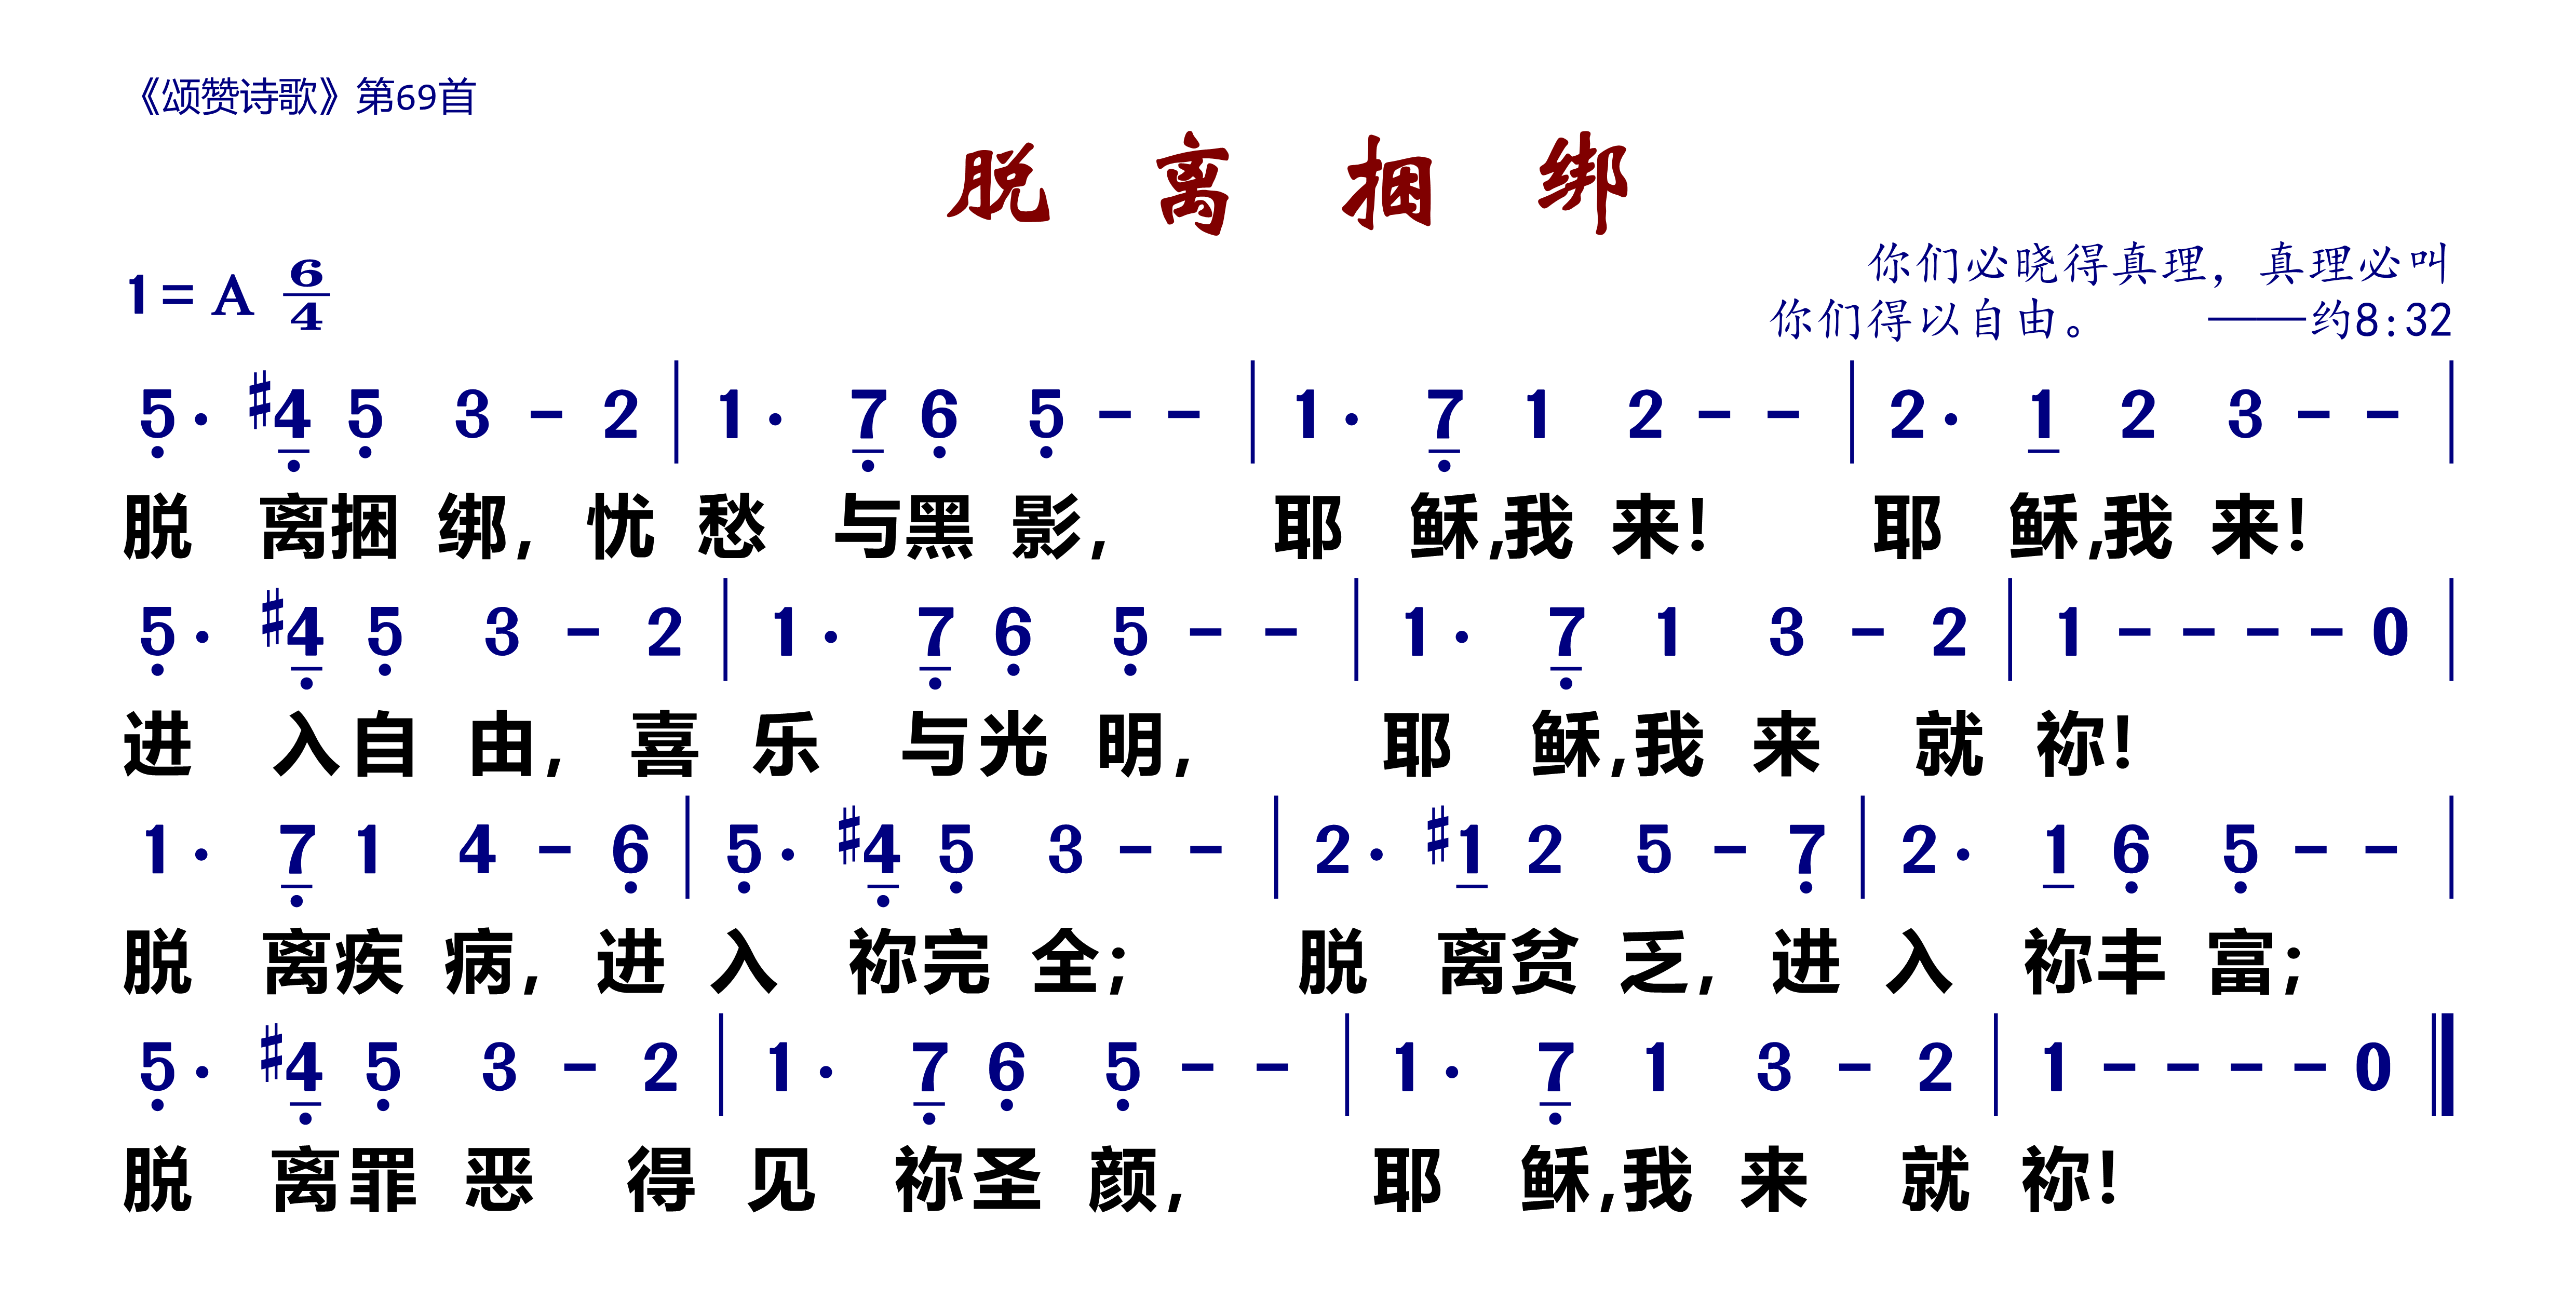 《颂赞诗歌》第69首
脱 离 捆 绑
1= A 6/4
你们必晓得真理，真理必叫
你们得以自由。 ——约8:32
5· #4 5 3 - 2 | 1· 7 6 5 - - | 1· 7 1 2 - - | 2· 1 2 3 - - |
脱 离捆 绑, 忧 愁 与黑 影, 耶 稣,我 来! 耶 稣,我 来!
5· #4 5 3 - 2 | 1· 7 6 5 - - | 1· 7 1 3 - 2 | 1 - - - - 0 |
进 入自 由, 喜 乐 与光 明, 耶 稣,我 来 就 祢!
1· 7 1 4 - 6 | 5· #4 5 3 - - | 2· #1 2 5 - 7 | 2· 1 6 5 - - |
脱 离疾 病, 进 入 祢完 全; 脱 离贫 乏, 进 入 祢丰 富;
5· #4 5 3 - 2 | 1· 7 6 5 - - | 1· 7 1 3 - 2 | 1 - - - - 0 ‖
脱 离罪 恶 得 见 祢圣 颜, 耶 稣,我 来 就 祢!